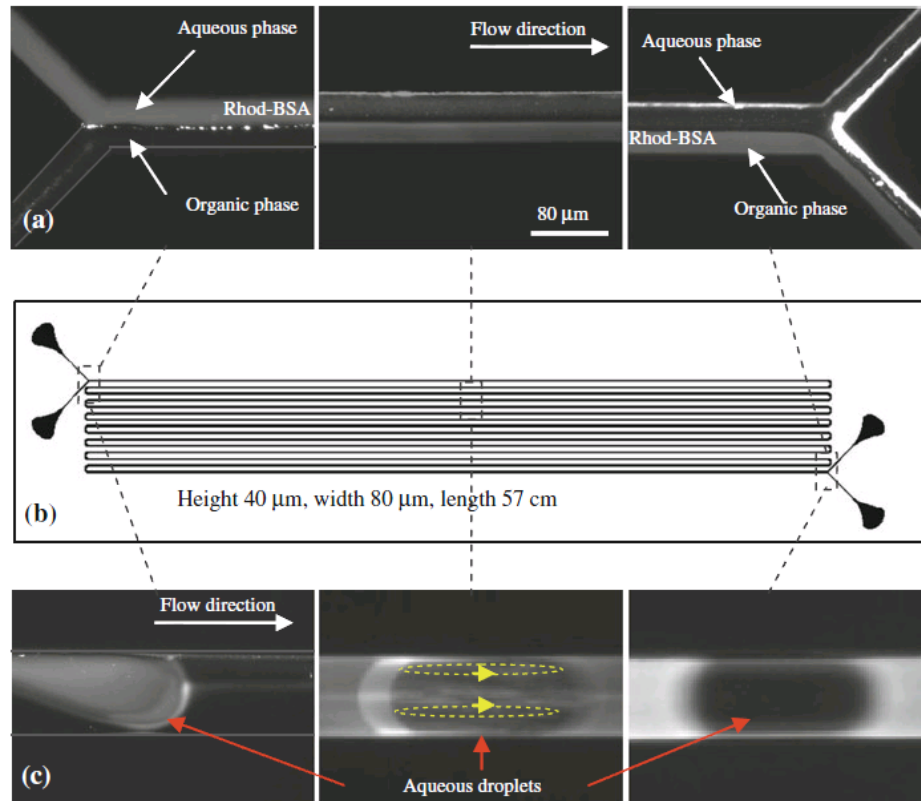 Aqueous phase
Rhod-BSA
Organic phase
(a)
Flow direction
80 μm
Aqueous phase
Rhod-BSA
Organic phase
Height 40 μm, width 80 μm, length 57 cm
(b)
Flow direction
Aqueous droplets
(c)